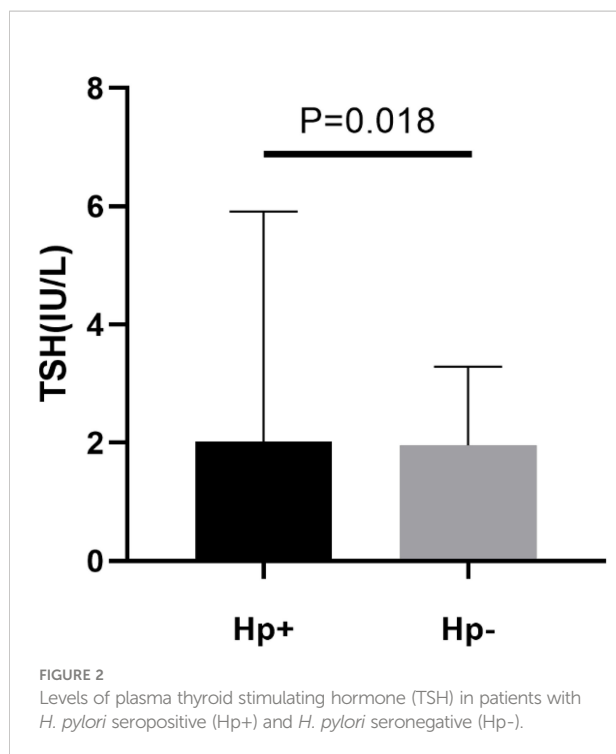 8
P=0.018
6
TSH(IU/L)
4
2
0
Hp+ Hp-
FIGURE 2
Levels of plasma thyroid stimulating hormone (TSH) in patients with
H. pylori seropositive (Hp+) and H. pylori seronegative (Hp-).